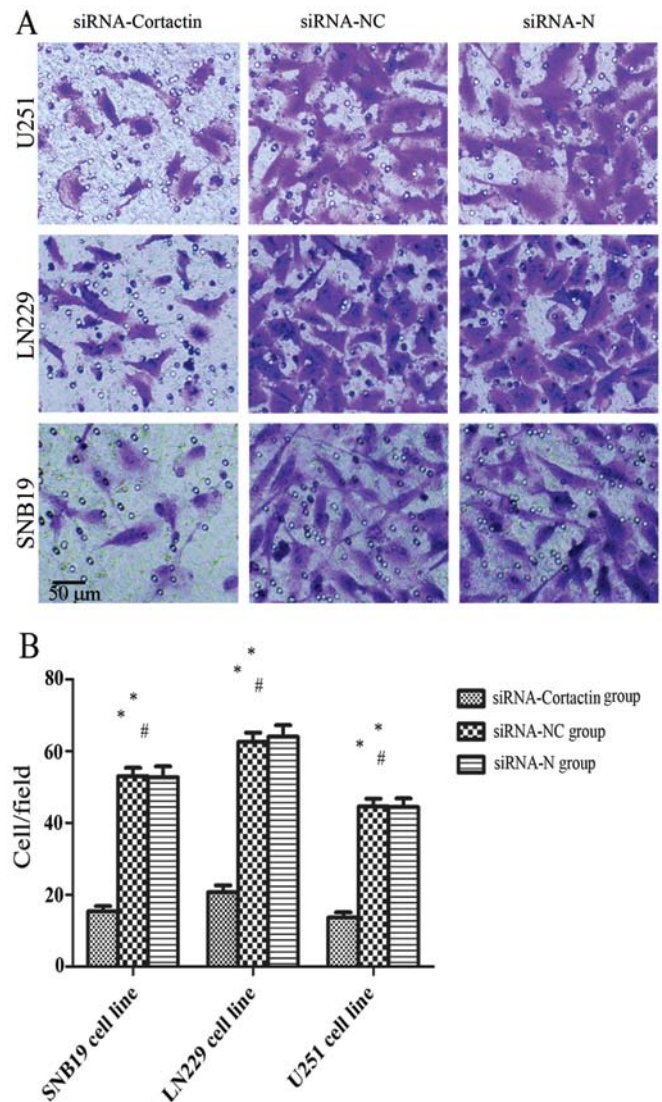 A
siRNA-Cortactin siRNA-NC siRNA-N
U251
LN229
SNB19
50 µm
B
Cell/field
80
60
40
20
0
* * #
* * #
* * #
SNB19 cell line
LN229 cell line
U251 cell line
siRNA-Cortactin group
siRNA-NC group
siRNA-N group